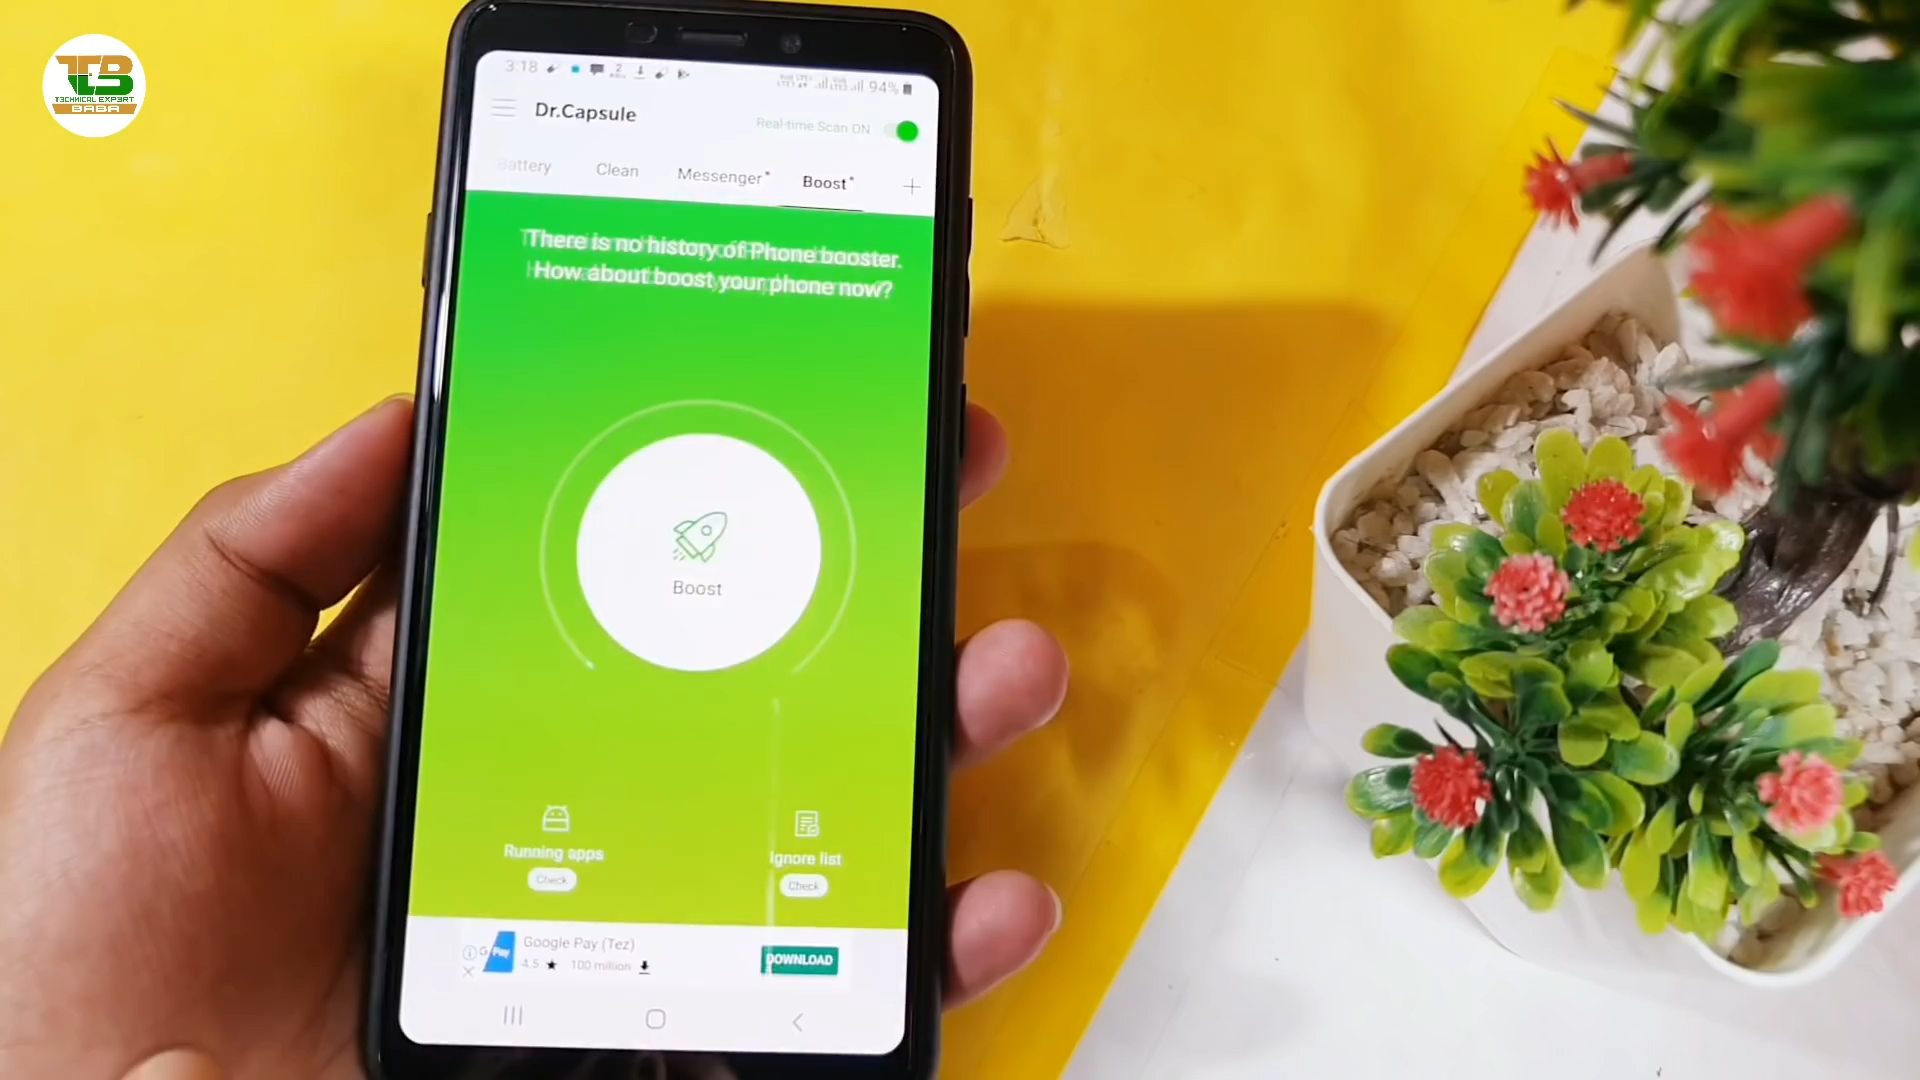 TEB
TECHNICAL EXPERT
BABA
3:18
94%
Dr.Capsule
Real-time Scan ON
Battery Clean Messenger Boost +
There is no history of Phone booster.
How about boost your phone now?
Boost
Running apps
Check
Ignore list
Check
G Pay
Google Pay (Tez)
4.5 ★ 100 million
DOWNLOAD